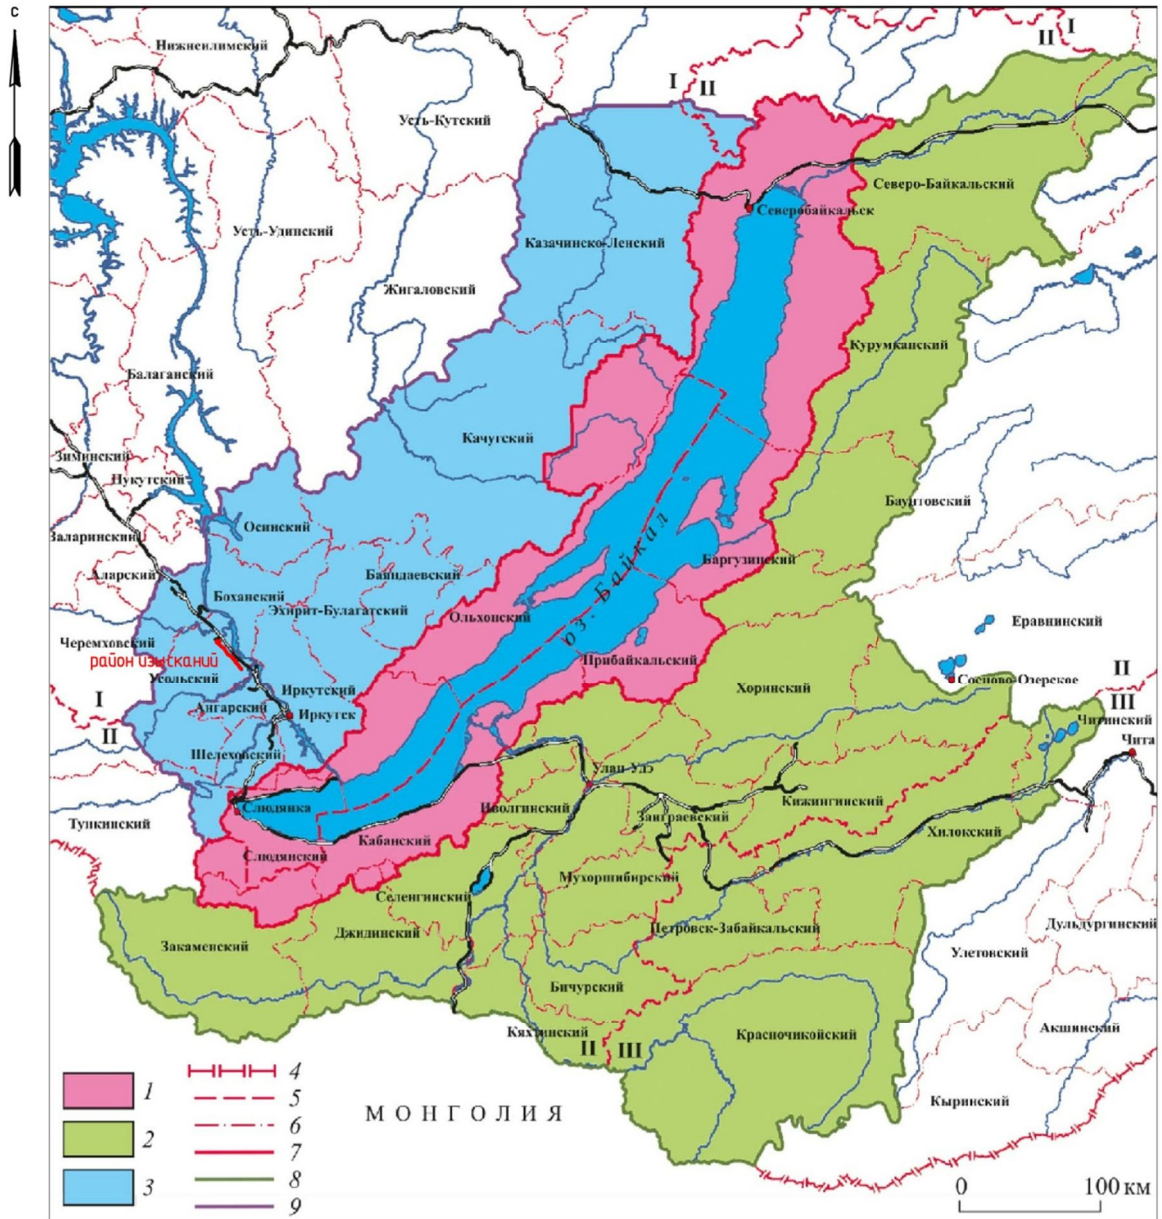 с
Нижнеилимский
I
II
II
I
Усть-Кутский
Северо-Байкальский
Северобайкальск
Усть-Удинский
Казачинско-Ленский
Жигаловский
Курумканский
Балаганский
Качугский
Зиминский
Нукутский
Баунтовский
Осинский
Заларинский
оз. Байкал
Баргузинский
Аларский
Баяндаевский
Боханский
Эхирит-Булагатский
Ольхонский
Еравнинский
Черемховский
район изысканий
Прибайкальский
Усольский
Сосново-Озерское
II
III
Иркутский
Хоринский
I
II
Ангарский
Иркутск
Читинский
Чита
Шелеховский
Улан-Удэ
Слюдянка
Иволгинский
Кижингинский
Заиграевский
Тункинский
Кабанский
Хилокский
Слюдянский
Мухоршибирский
Селенгинский
Джидинский
Петровск-Забайкальский
Дульдургинский
Закаменский
Улетовский
Бичурский
Кяхтинский
Красночикойский
Акшинский
II
III
Кыринский
МОНГОЛИЯ
1
2
3
4
5
6
7
8
9
0
100 км